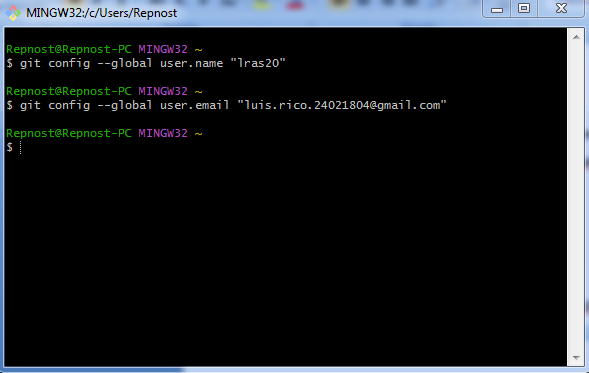 MINGW32:/c/Users/Repnost
Repnost@Repnost-PC MINGW32 ~
$ git config --global user.name "lras20"
Repnost@Repnost-PC MINGW32 ~
$ git config --global user.email "luis.rico.24021804@gmail.com"
Repnost@Repnost-PC MINGW32 ~
$